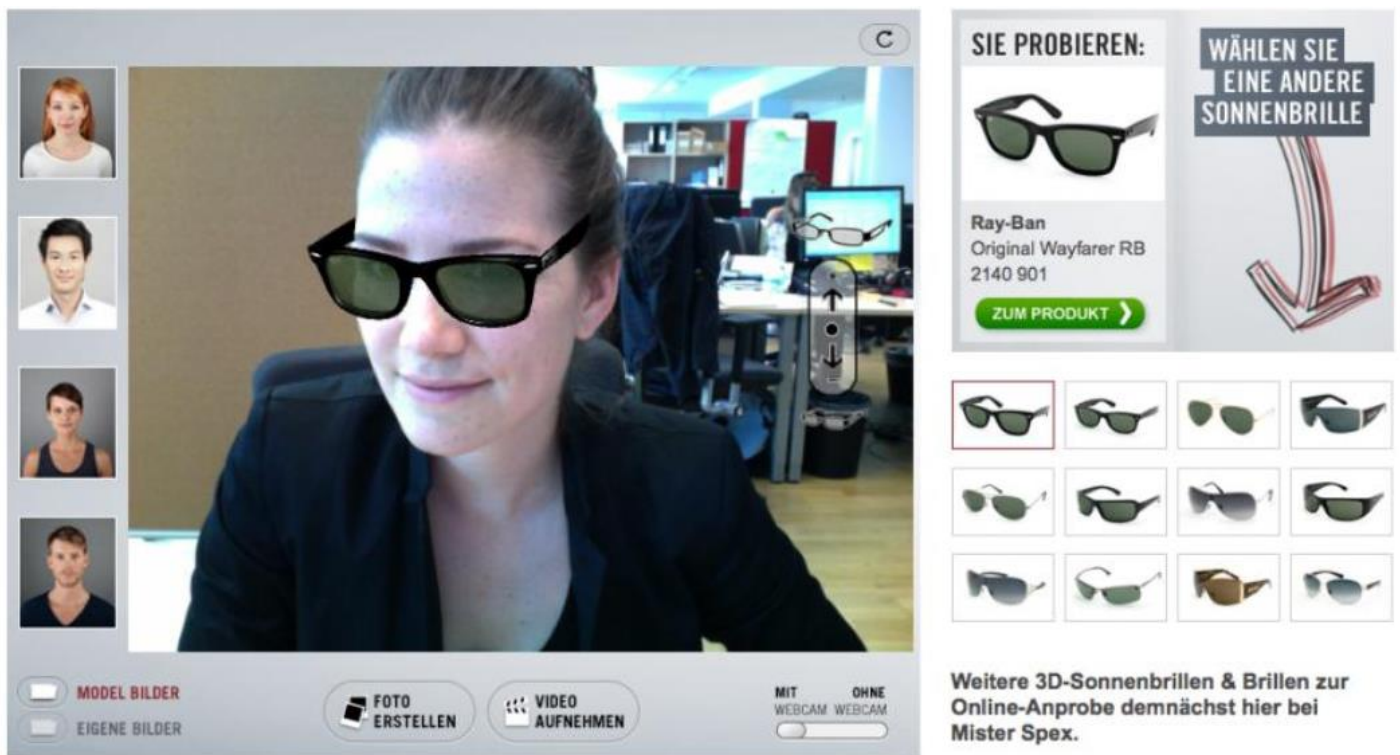 SIE PROBIEREN:
WÄHLEN SIE
EINE ANDERE
SONNENBRILLE
Ray-Ban
Original Wayfarer RB
2140 901
ZUM PRODUKT
MODEL BILDER
EIGENE BILDER
FOTO
ERSTELLEN
VIDEO
AUFNEHMEN
MIT OHNE
WEBCAM WEBCAM
Weitere 3D-Sonnenbrillen & Brillen zur
Online-Anprobe demnächst hier bei
Mister Spex.